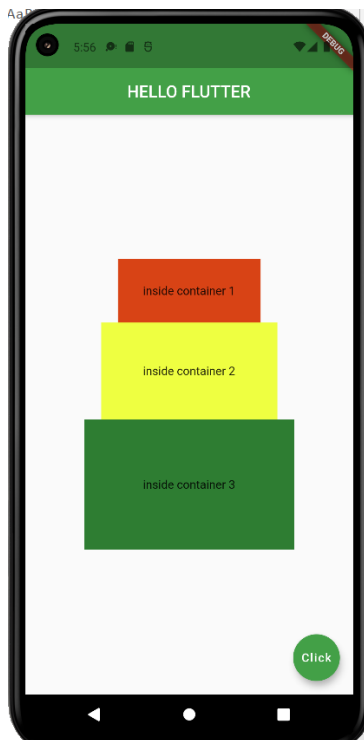 5:56
DEBUG
HELLO FLUTTER
inside container 1
inside container 2
inside container 3
Click